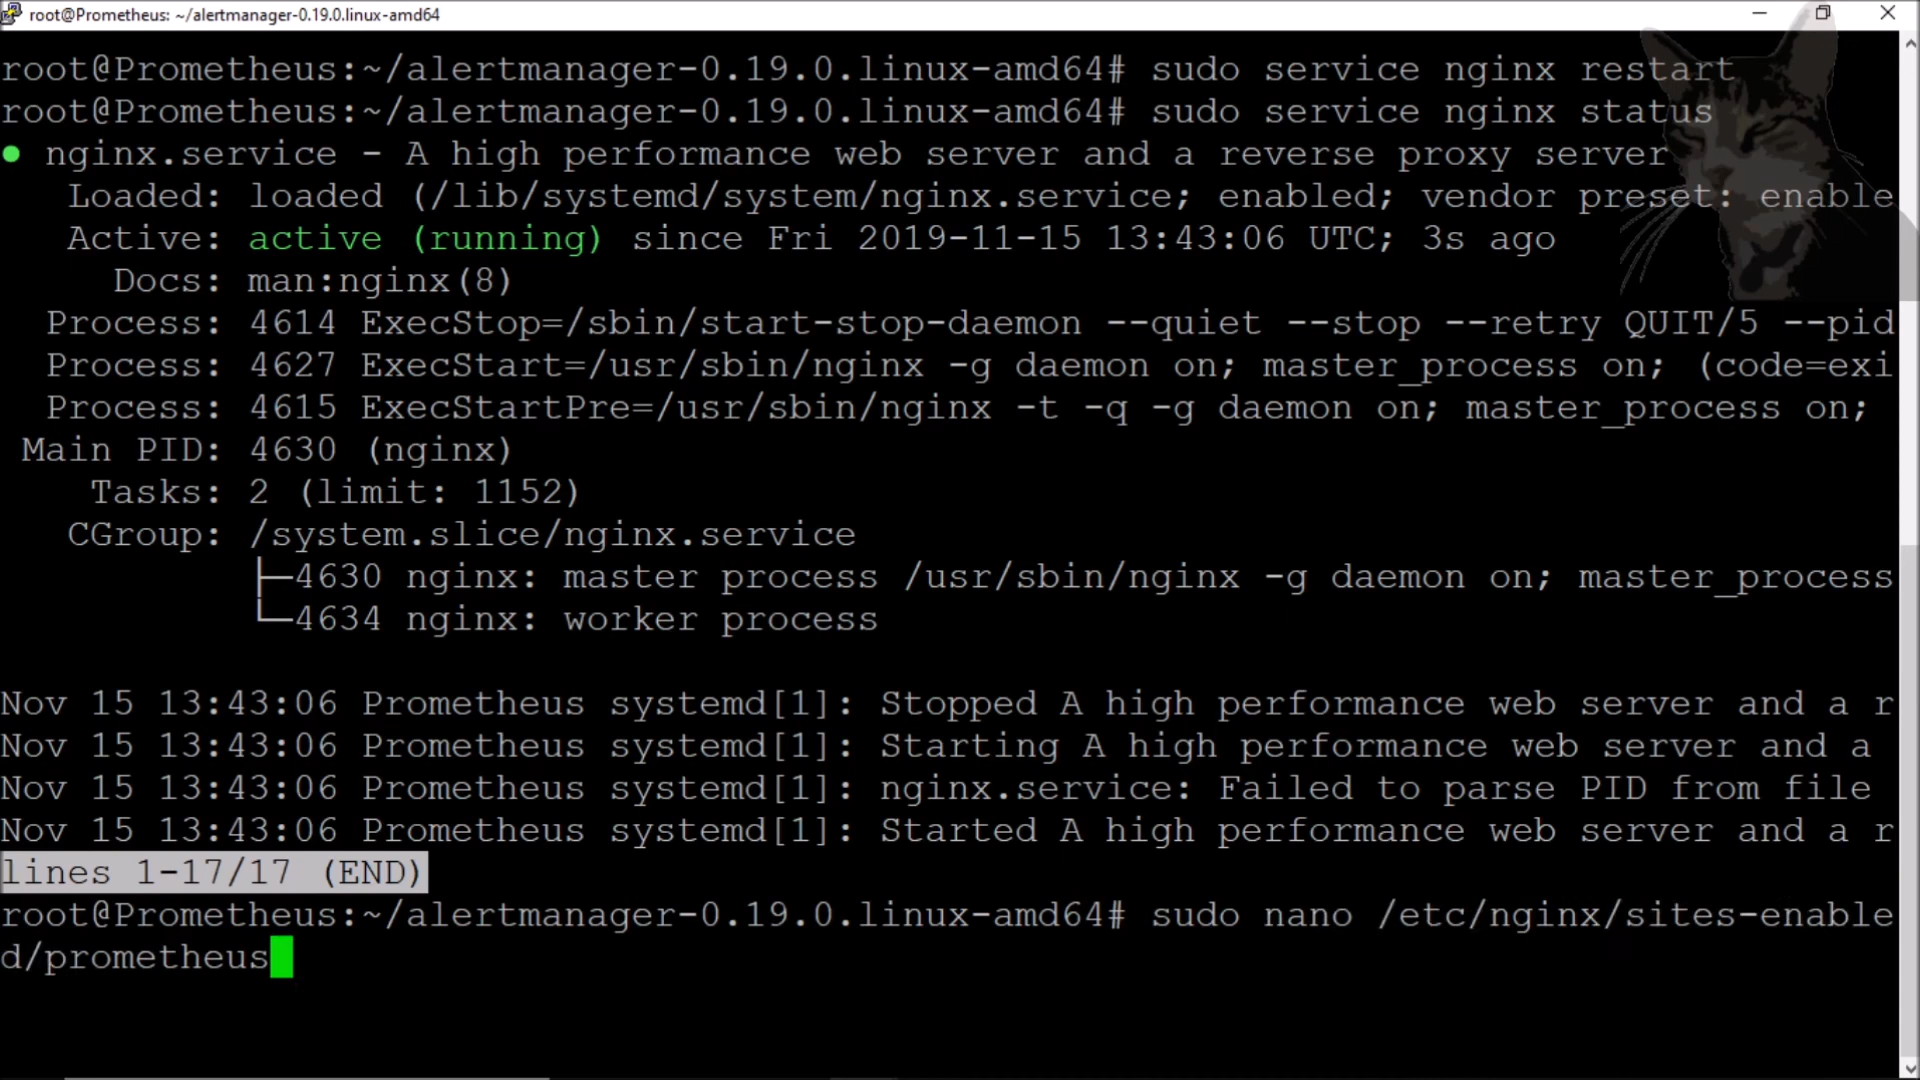 root@Prometheus: ~/alertmanager-0.19.0.linux-amd64
root@Prometheus:~/alertmanager-0.19.0.linux-amd64# sudo service nginx restart
root@Prometheus:~/alertmanager-0.19.0.linux-amd64# sudo service nginx status
● nginx.service - A high performance web server and a reverse proxy server
Loaded: loaded (/lib/systemd/system/nginx.service; enabled; vendor preset: enable
Active: active (running) since Fri 2019-11-15 13:43:06 UTC; 3s ago
Docs: man:nginx(8)
Process: 4614 ExecStop=/sbin/start-stop-daemon --quiet --stop --retry QUIT/5 --pid
Process: 4627 ExecStart=/usr/sbin/nginx -g daemon on; master_process on; (code=exi
Process: 4615 ExecStartPre=/usr/sbin/nginx -t -q -g daemon on; master_process on;
Main PID: 4630 (nginx)
Tasks: 2 (limit: 1152)
CGroup: /system.slice/nginx.service
├─4630 nginx: master process /usr/sbin/nginx -g daemon on; master_process
└─4634 nginx: worker process
Nov 15 13:43:06 Prometheus systemd[1]: Stopped A high performance web server and a r
Nov 15 13:43:06 Prometheus systemd[1]: Starting A high performance web server and a
Nov 15 13:43:06 Prometheus systemd[1]: nginx.service: Failed to parse PID from file
Nov 15 13:43:06 Prometheus systemd[1]: Started A high performance web server and a r
lines 1-17/17 (END)
root@Prometheus:~/alertmanager-0.19.0.linux-amd64# sudo nano /etc/nginx/sites-enable
d/prometheus